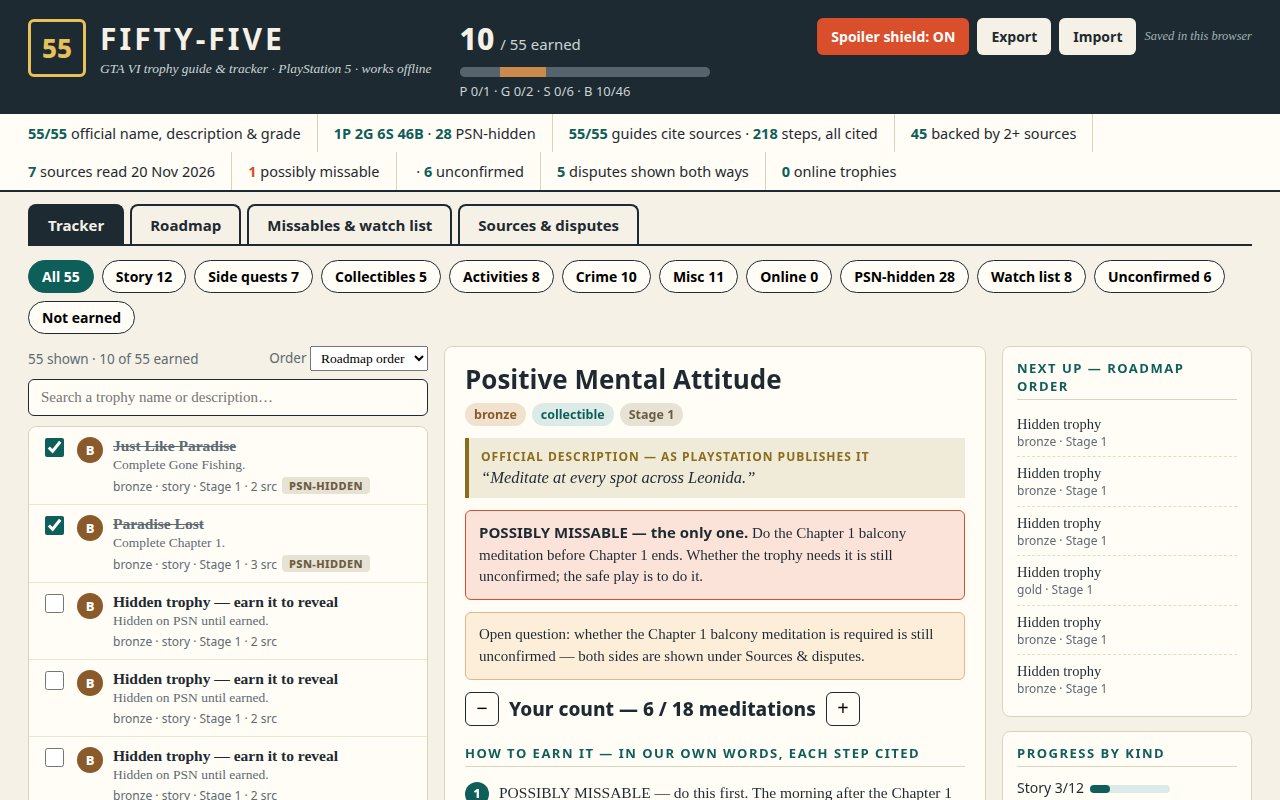 55
FIFTY-FIVE
GTA VI trophy guide & tracker · PlayStation 5 · works offline
10 / 55 earned
P 0/1 · G 0/2 · S 0/6 · B 10/46
Spoiler shield: ON
Export
Import
Saved in this browser
55/55 official name, description & grade
1P 2G 6S 46B · 28 PSN-hidden
55/55 guides cite sources · 218 steps, all cited
45 backed by 2+ sources
7 sources read 20 Nov 2026
1 possibly missable
· 6 unconfirmed
5 disputes shown both ways
0 online trophies
Tracker
Roadmap
Missables & watch list
Sources & disputes
All 55
Story 12
Side quests 7
Collectibles 5
Activities 8
Crime 10
Misc 11
Online 0
PSN-hidden 28
Watch list 8
Unconfirmed 6
Not earned
55 shown · 10 of 55 earned
Order Roadmap order
Search a trophy name or description…
B
Just Like Paradise
Complete Gone Fishing.
bronze · story · Stage 1 · 2 src PSN-HIDDEN
B
Paradise Lost
Complete Chapter 1.
bronze · story · Stage 1 · 3 src PSN-HIDDEN
B
Hidden trophy — earn it to reveal
Hidden on PSN until earned.
bronze · story · Stage 1 · 2 src
B
Hidden trophy — earn it to reveal
Hidden on PSN until earned.
bronze · story · Stage 1 · 2 src
B
Hidden trophy — earn it to reveal
Hidden on PSN until earned.
bronze · story · Stage 1 · 2 src
Positive Mental Attitude
bronze
collectible
Stage 1
OFFICIAL DESCRIPTION — AS PLAYSTATION PUBLISHES IT
“Meditate at every spot across Leonida.”
POSSIBLY MISSABLE — the only one. Do the Chapter 1 balcony
meditation before Chapter 1 ends. Whether the trophy needs it is still
unconfirmed; the safe play is to do it.
Open question: whether the Chapter 1 balcony meditation is required is still
unconfirmed — both sides are shown under Sources & disputes.
− Your count — 6 / 18 meditations +
HOW TO EARN IT — IN OUR OWN WORDS, EACH STEP CITED
1 POSSIBLY MISSABLE — do this first. The morning after the Chapter 1
NEXT UP — ROADMAP
ORDER
Hidden trophy
bronze · Stage 1
Hidden trophy
bronze · Stage 1
Hidden trophy
bronze · Stage 1
Hidden trophy
gold · Stage 1
Hidden trophy
bronze · Stage 1
Hidden trophy
bronze · Stage 1
PROGRESS BY KIND
Story 3/12